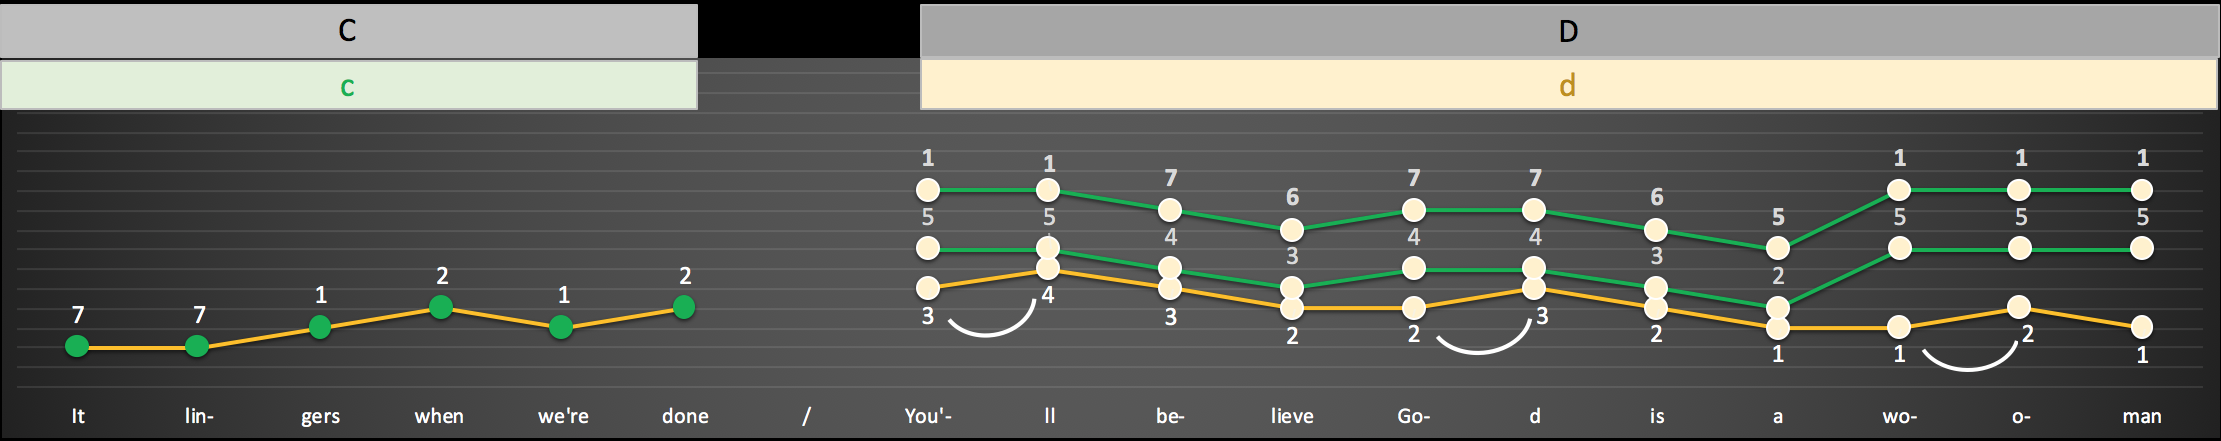 C D
c d
1 1 7 6 7 7 6 5 1 1 1
5 5 4 3 4 4 3 2 5 5 5
7 7 1 2 1 2 3 4 3 2 2 3 2 1 1 2 1
It lin- gers when we're done / You'- ll be- lieve Go- d is a wo- o- man